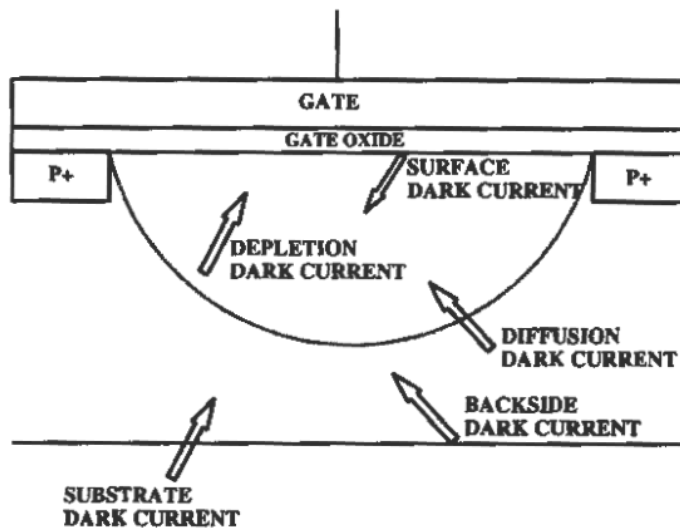 GATE
GATE OXIDE
P+
P+
SURFACE
DARK CURRENT
DEPLETION
DARK CURRENT
DIFFUSION
DARK CURRENT
BACKSIDE
DARK CURRENT
SUBSTRATE
DARK CURRENT